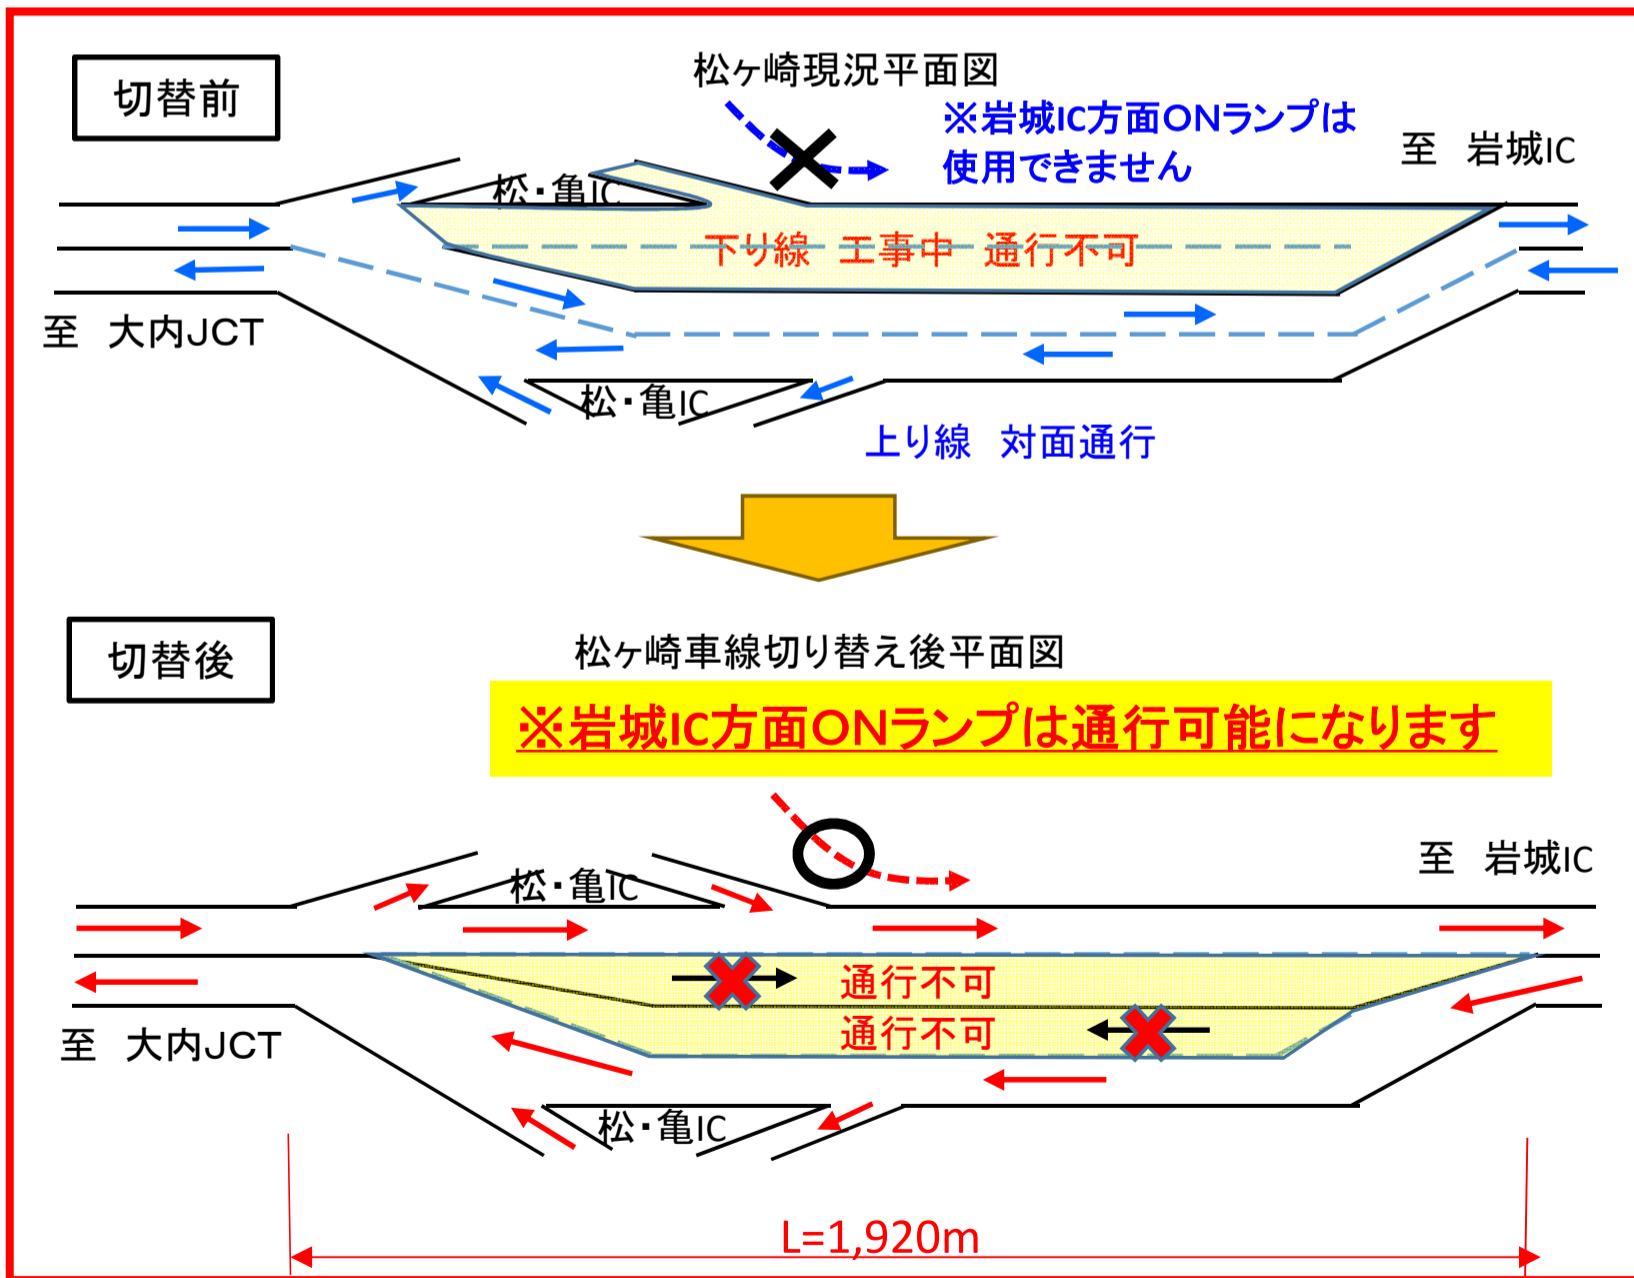 切替前
松ヶ崎現況平面図
※岩城IC方面ONランプは
使用できません
至　岩城IC
松・亀IC
下り線　工事中　通行不可
至　大内JCT
松・亀IC
上り線　対面通行
切替後
松ヶ崎車線切り替え後平面図
※岩城IC方面ONランプは通行可能になります
至　岩城IC
松・亀IC
通行不可
通行不可
至　大内JCT
松・亀IC
L=1,920m